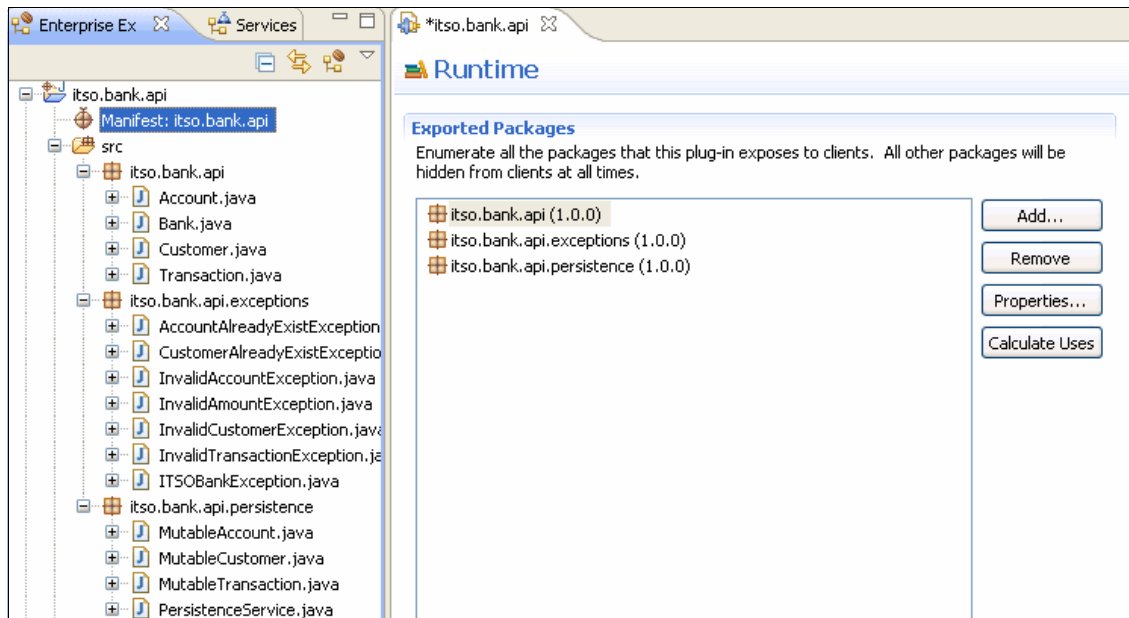 Enterprise Ex
Services
itso.bank.api
Manifest: itso.bank.api
src
itso.bank.api
Account.java
Bank.java
Customer.java
Transaction.java
itso.bank.api.exceptions
AccountAlreadyExistException
CustomerAlreadyExistExceptio
InvalidAccountException.java
InvalidAmountException.java
InvalidCustomerException.java
InvalidTransactionException.ja
ITSOBankException.java
itso.bank.api.persistence
MutableAccount.java
MutableCustomer.java
MutableTransaction.java
PersistenceService.java
*itso.bank.api
Runtime
Exported Packages
Enumerate all the packages that this plug-in exposes to clients. All other packages will be
hidden from clients at all times.
itso.bank.api (1.0.0)
itso.bank.api.exceptions (1.0.0)
itso.bank.api.persistence (1.0.0)
Add...
Remove
Properties...
Calculate Uses